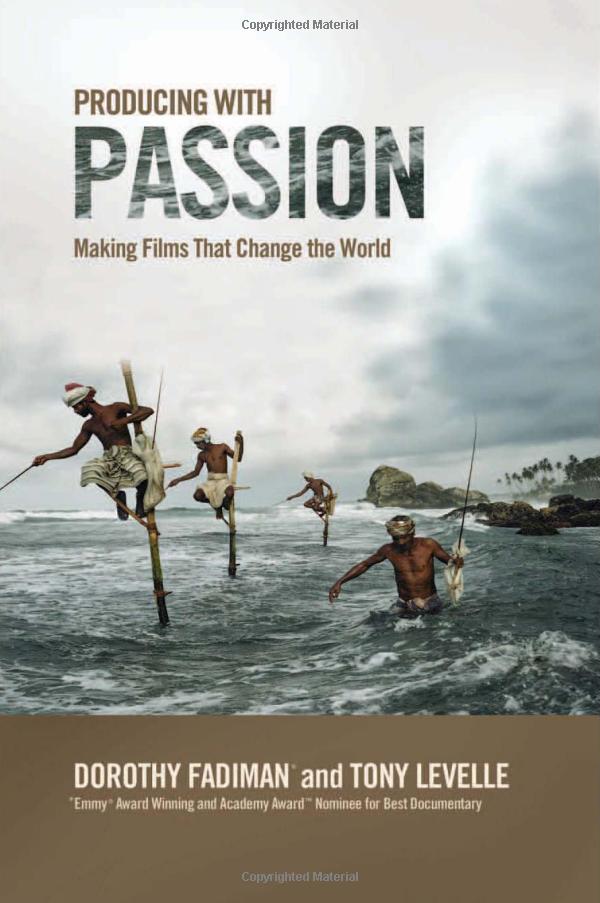 Copyrighted Material
PRODUCING WITH
PASSION
Making Films That Change the World
DOROTHY FADIMAN* and TONY LEVELLE
*Emmy® Award Winning and Academy Award™ Nominee for Best Documentary
Copyrighted Material